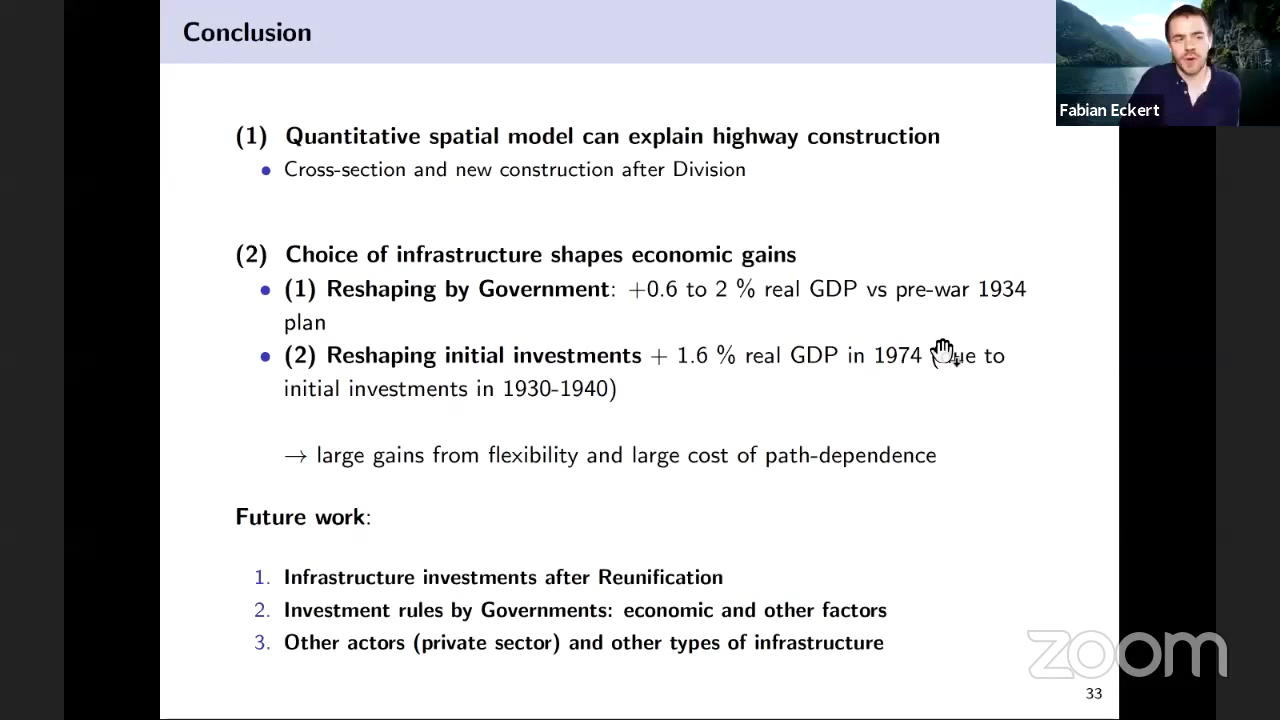 Conclusion
Fabian Eckert
(1) Quantitative spatial model can explain highway construction
• Cross-section and new construction after Division
(2) Choice of infrastructure shapes economic gains
• (1) Reshaping by Government: +0.6 to 2 % real GDP vs pre-war 1934
plan
• (2) Reshaping initial investments + 1.6 % real GDP in 1974 (due to
initial investments in 1930-1940)
→ large gains from flexibility and large cost of path-dependence
Future work:
1. Infrastructure investments after Reunification
2. Investment rules by Governments: economic and other factors
3. Other actors (private sector) and other types of infrastructure
zoom
33